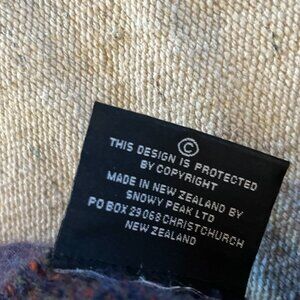 ©
THIS DESIGN IS PROTECTED
BY COPYRIGHT
MADE IN NEW ZEALAND BY
SNOWY PEAK LTD
PO BOX 29 068 CHRISTCHURCH
NEW ZEALAND